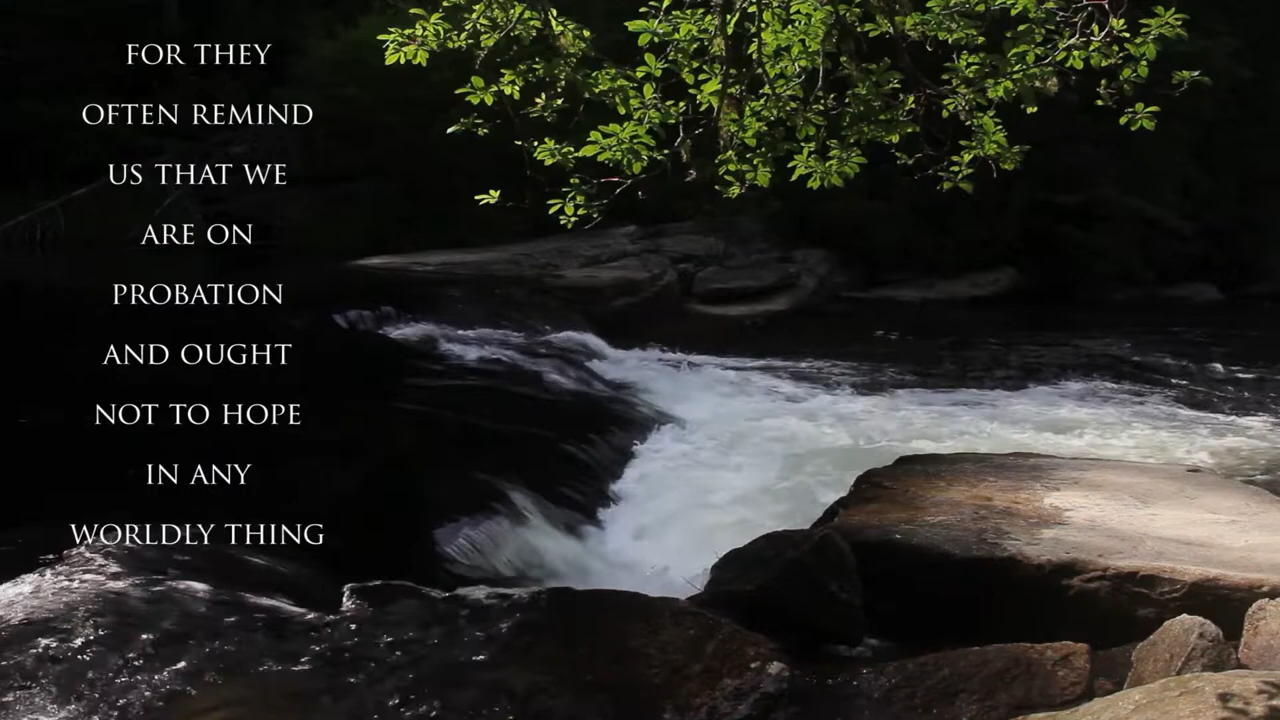 FOR THEY
OFTEN REMIND
US THAT WE
ARE ON
PROBATION
AND OUGHT
NOT TO HOPE
IN ANY
WORLDLY THING